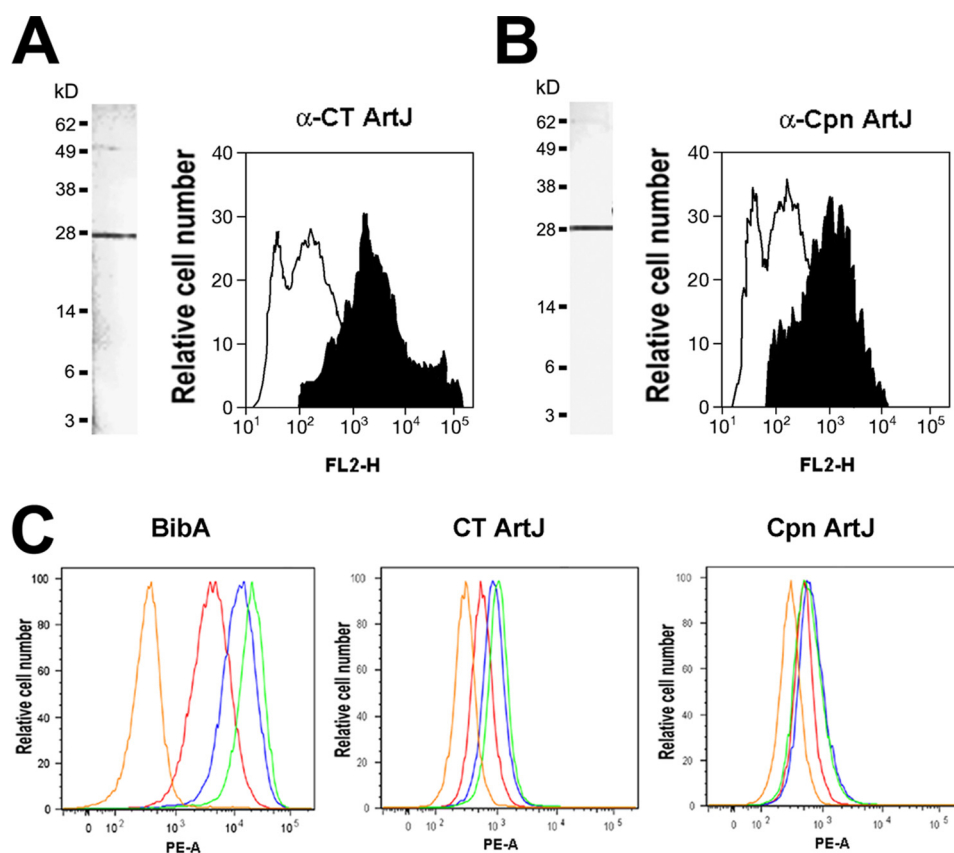 A
kD
62
49
38
28
14
6
3
α-CT ArtJ
Relative cell number
40
30
20
10
0
10¹ 10² 10³ 10⁴ 10⁵
FL2-H
B
kD
62
49
38
28
14
6
3
α-Cpn ArtJ
Relative cell number
40
30
20
10
0
10¹ 10² 10³ 10⁴ 10⁵
FL2-H
C
BibA
Relative cell number
100
80
60
40
20
0
0 10² 10³ 10⁴ 10⁵
PE-A
CT ArtJ
Relative cell number
100
80
60
40
20
0
0 10² 10³ 10⁴ 10⁵
PE-A
Cpn ArtJ
Relative cell number
100
80
60
40
20
0
0 10² 10³ 10⁴ 10⁵
PE-A